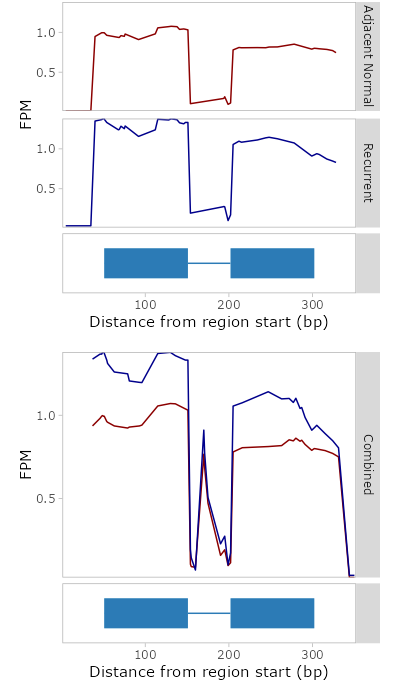 1.0
0.5
Adjacent Normal
FPM
1.0
0.5
Recurrent
100 200 300
Distance from region start (bp)
1.0
0.5
FPM
Combined
100 200 300
Distance from region start (bp)